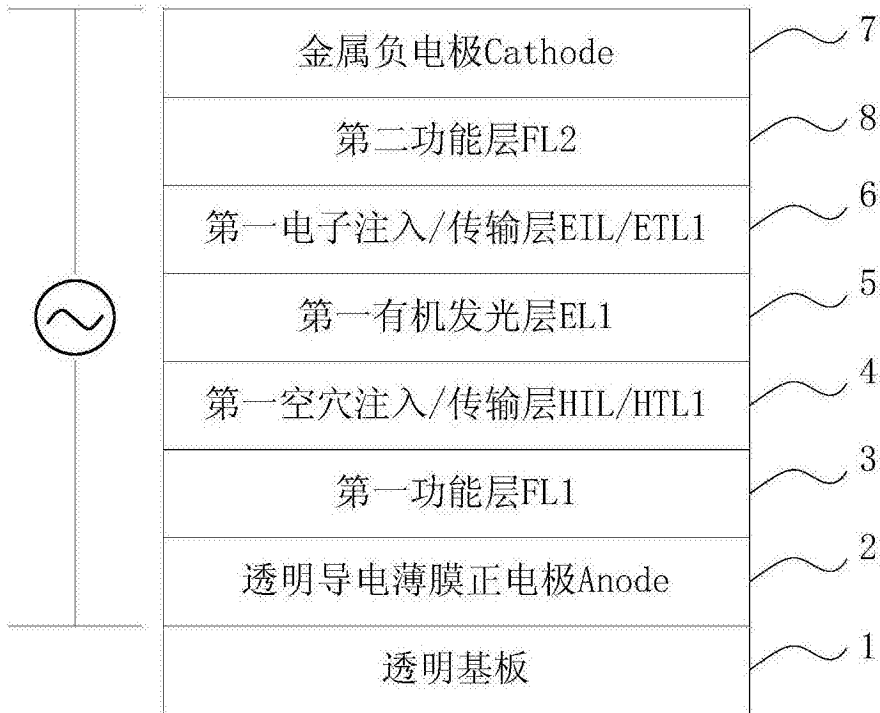 金属负电极Cathode 7
第二功能层FL2 8
第一电子注入/传输层EIL/ETL1 6
第一有机发光层EL1 5
第一空穴注入/传输层HIL/HTL1 4
第一功能层FL1 3
透明导电薄膜正电极Anode 2
透明基板 1